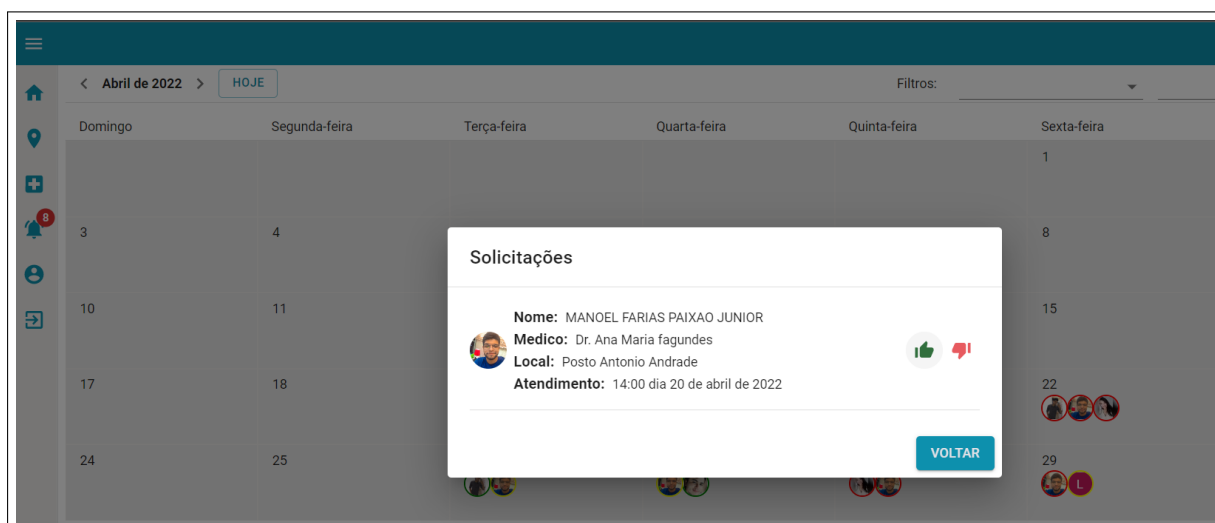 Abril de 2022 HOJE Filtros:
Domingo Segunda-feira Terça-feira Quarta-feira Quinta-feira Sexta-feira
1
8
3 4 8
Solicitações
10 11 15
Nome: MANOEL FARIAS PAIXAO JUNIOR
Medico: Dr. Ana Maria fagundes
Local: Posto Antonio Andrade
Atendimento: 14:00 dia 20 de abril de 2022
17 18 22
VOLTAR
24 25 29
L